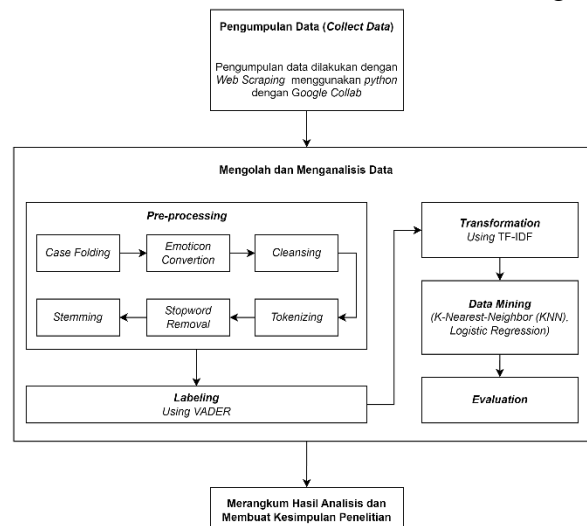 Pengumpulan Data (Collect Data)
Pengumpulan data dilakukan dengan
Web Scraping menggunakan python
dengan Google Collab
Mengolah dan Menganalisis Data
Pre-processing
Case Folding
Emoticon
Convertion
Cleansing
Stemming
Stopword
Removal
Tokenizing
Labeling
Using VADER
Transformation
Using TF-IDF
Data Mining
(K-Nearest-Neighbor (KNN).
Logistic Regression)
Evaluation
Merangkum Hasil Analisis dan
Membuat Kesimpulan Penelitian